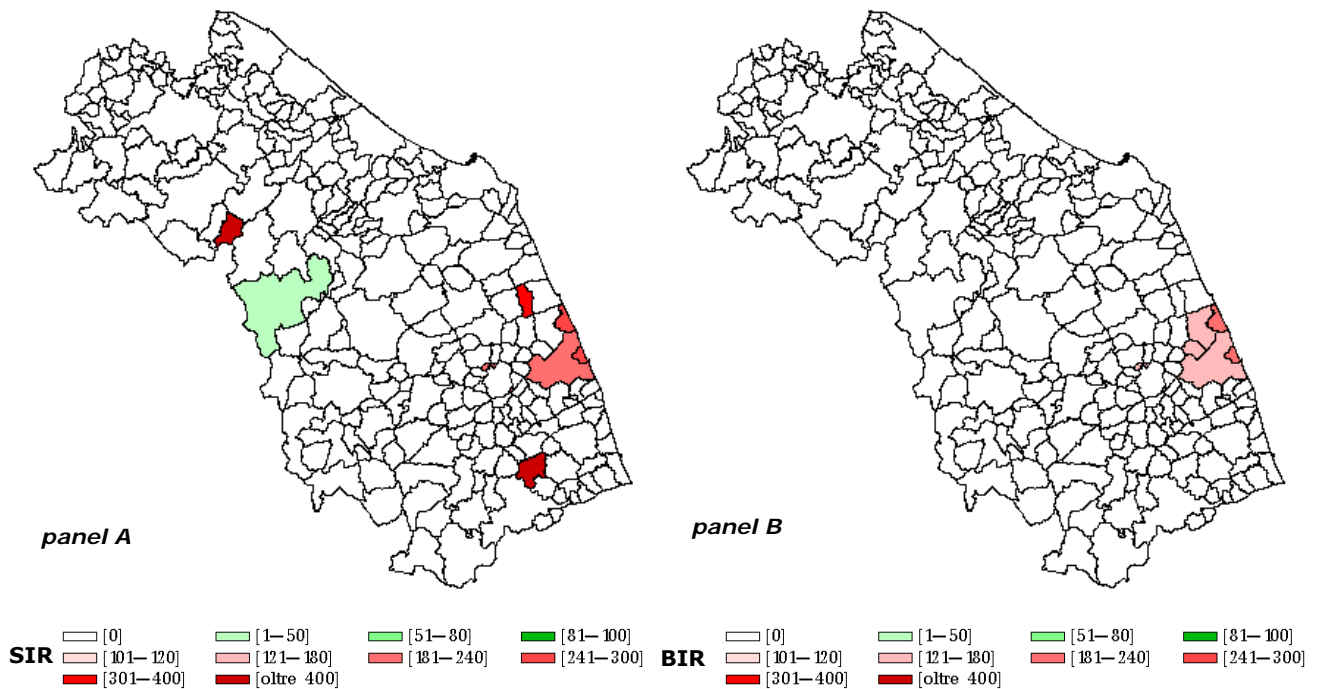 panel A
panel B
SIR
[0] [1—50] [51—80] [81—100]
[101—120] [121—180] [181—240] [241—300]
[301—400] [oltre 400]
BIR
[0] [1—50] [51—80] [81—100]
[101—120] [121—180] [181—240] [241—300]
[301—400] [oltre 400]